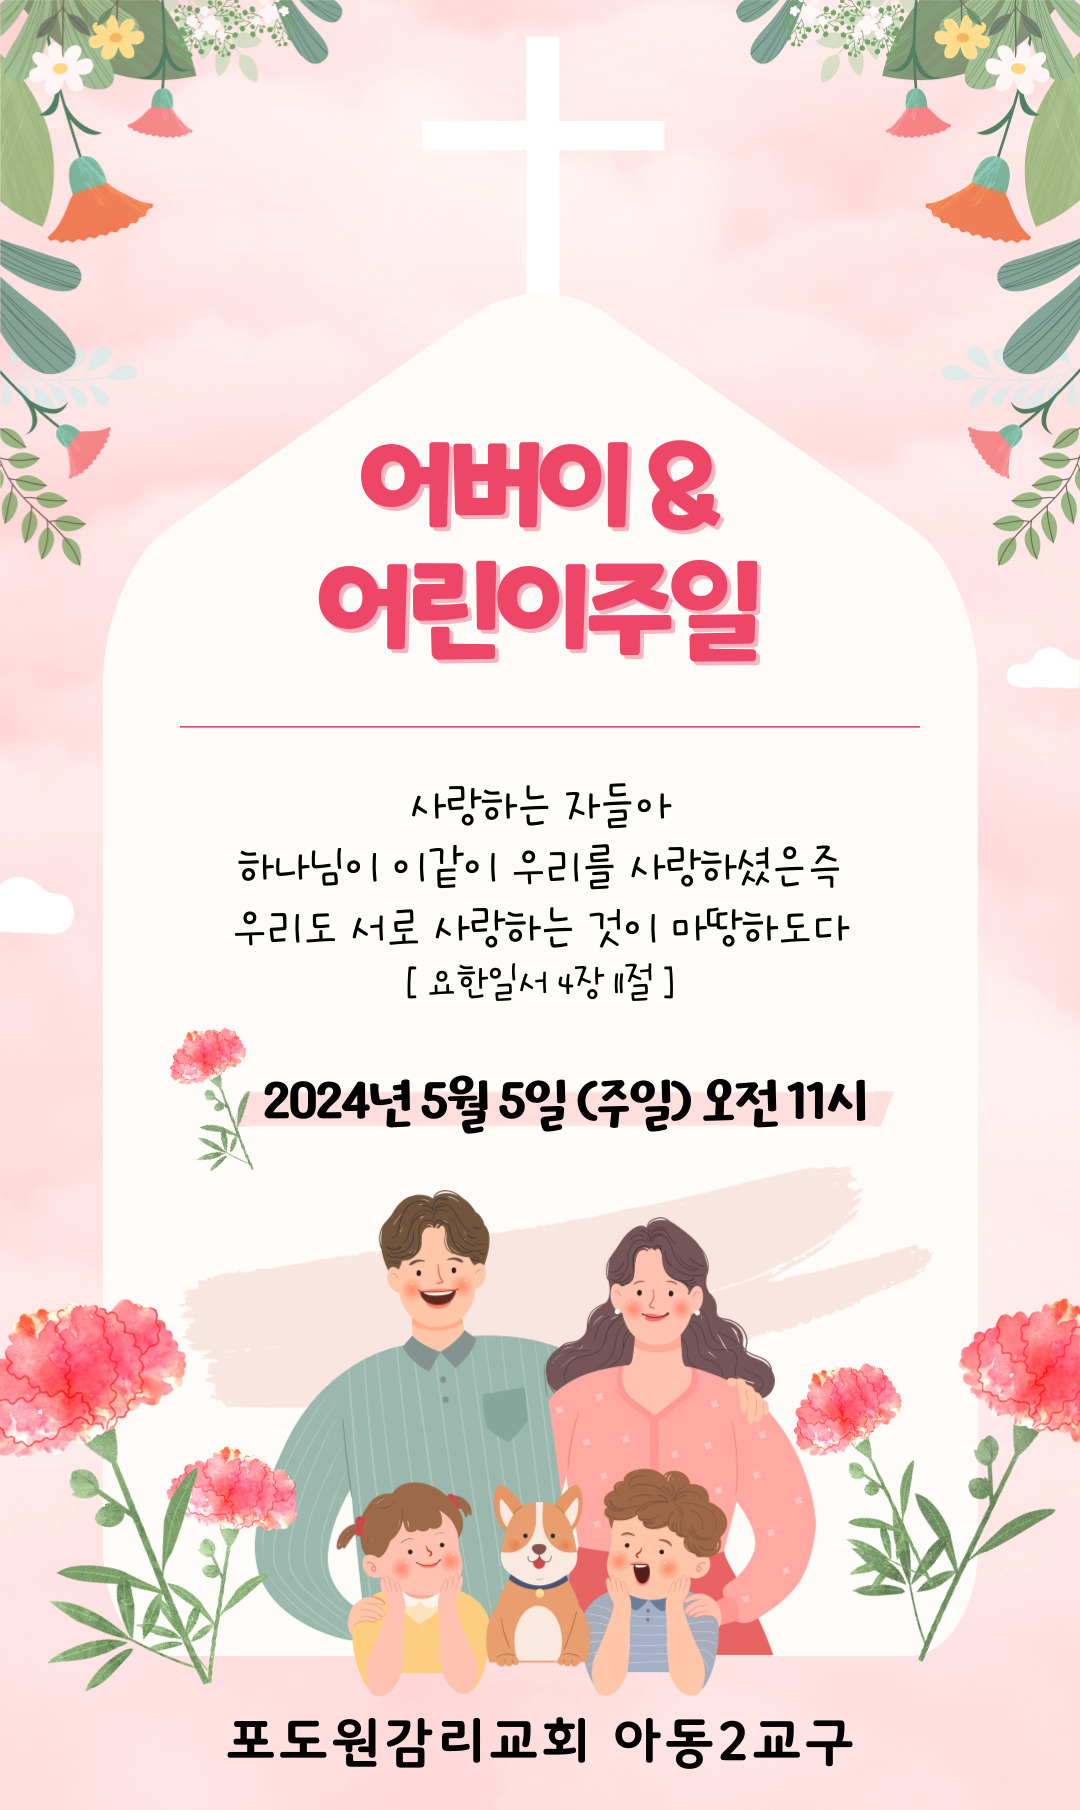 어버이 &
어린이주일
사랑하는 자들아
하나님이 이같이 우리를 사랑하셨은즉
우리도 서로 사랑하는 것이 마땅하도다
[ 요한일서 4장 11절 ]
2024년 5월 5일 (주일) 오전 11시
포도원감리교회 아동2교구